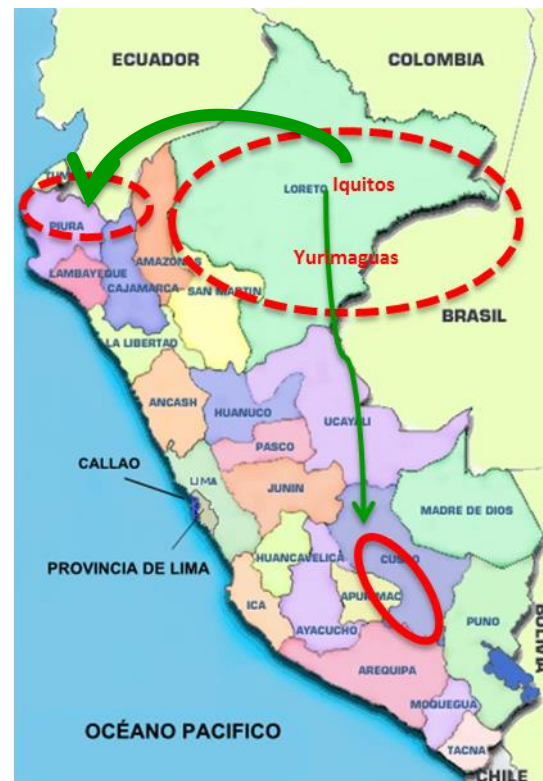 ECUADOR
COLOMBIA
TUM
LORETO
Iquitos
PIURA
Yurimaguas
AMAZONAS
LAMBAYEQUE
CAJAMARCA
SAN MARTIN
BRASIL
LA LIBERTAD
ANCASH
HUANUCO
UCAYALI
PASCO
CALLAO
LIMA
JUNIN
MADRE DE DIOS
PROVINCIA DE LIMA
HUANCAVELICA
CUSCO
APURIMAC
ICA
AYACUCHO
PUNO
BOLIVIA
AREQUIPA
MOQUEGUA
OCÉANO PACIFICO
TACNA
CHILE